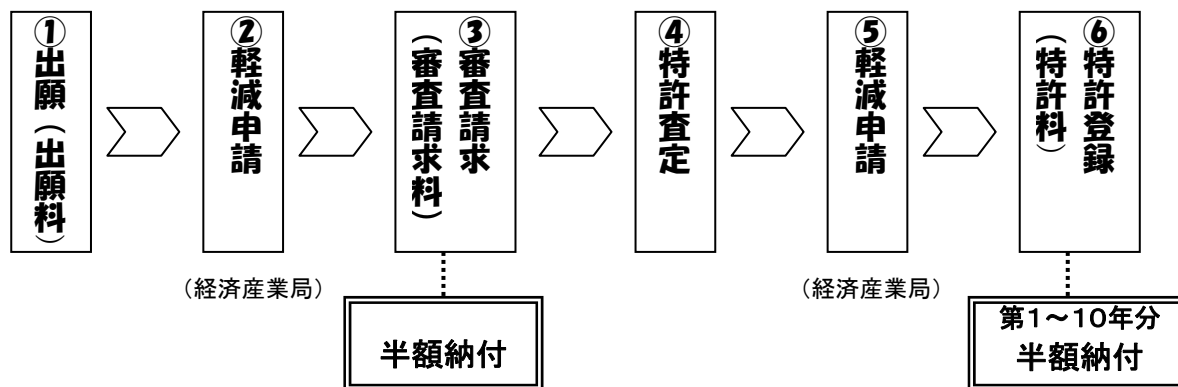 ①出願（出願料）
②軽減申請
（経済産業局）
③審査請求
（審査請求料）
半額納付
④特許査定
⑤軽減申請
（経済産業局）
⑥特許登録
（特許料）
第１～１０年分
半額納付